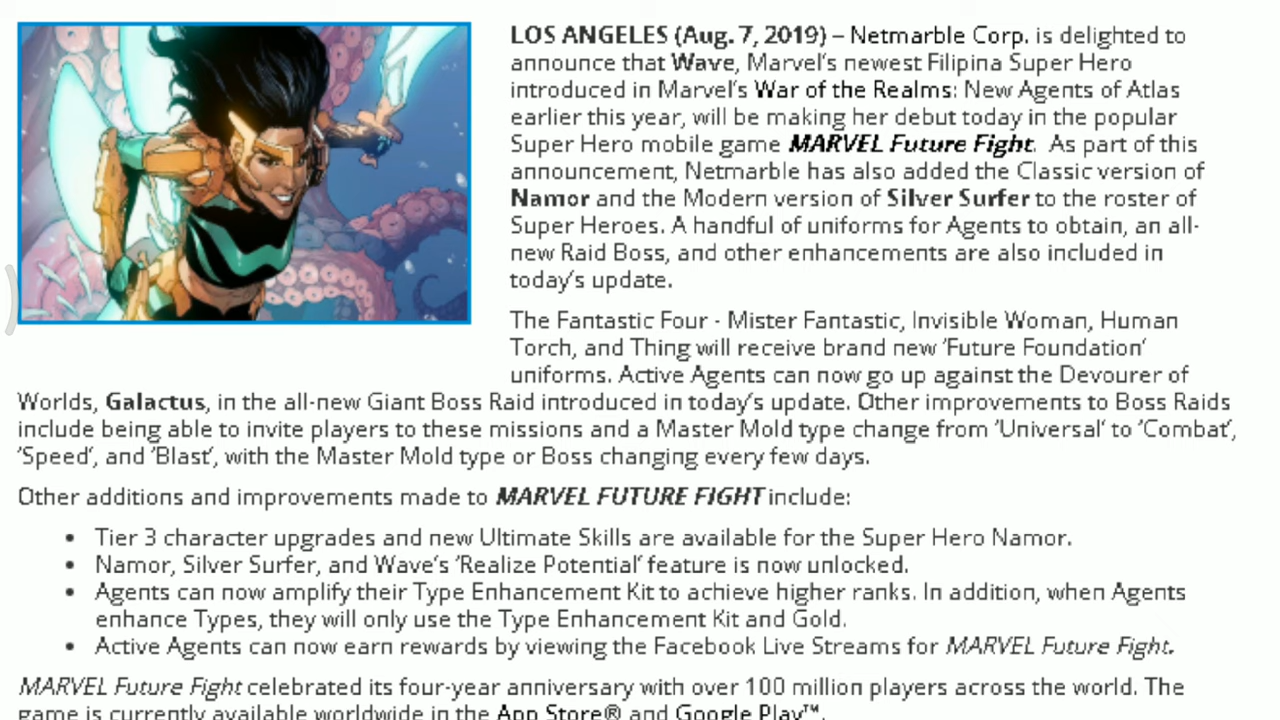 LOS ANGELES (Aug. 7, 2019) – Netmarble Corp. is delighted to
announce that Wave, Marvel's newest Filipina Super Hero
introduced in Marvel's War of the Realms: New Agents of Atlas
earlier this year, will be making her debut today in the popular
Super Hero mobile game MARVEL Future Fight. As part of this
announcement, Netmarble has also added the Classic version of
Namor and the Modern version of Silver Surfer to the roster of
Super Heroes. A handful of uniforms for Agents to obtain, an all-
new Raid Boss, and other enhancements are also included in
today's update.
The Fantastic Four - Mister Fantastic, Invisible Woman, Human
Torch, and Thing will receive brand new 'Future Foundation'
uniforms. Active Agents can now go up against the Devourer of
Worlds, Galactus, in the all-new Giant Boss Raid introduced in today's update. Other improvements to Boss Raids
include being able to invite players to these missions and a Master Mold type change from 'Universal' to 'Combat',
'Speed', and 'Blast', with the Master Mold type or Boss changing every few days.
Other additions and improvements made to MARVEL FUTURE FIGHT include:
• Tier 3 character upgrades and new Ultimate Skills are available for the Super Hero Namor.
• Namor, Silver Surfer, and Wave's 'Realize Potential' feature is now unlocked.
• Agents can now amplify their Type Enhancement Kit to achieve higher ranks. In addition, when Agents
enhance Types, they will only use the Type Enhancement Kit and Gold.
• Active Agents can now earn rewards by viewing the Facebook Live Streams for MARVEL Future Fight.
MARVEL Future Fight celebrated its four-year anniversary with over 100 million players across the world. The
game is currently available worldwide in the App Store® and Google Play™.